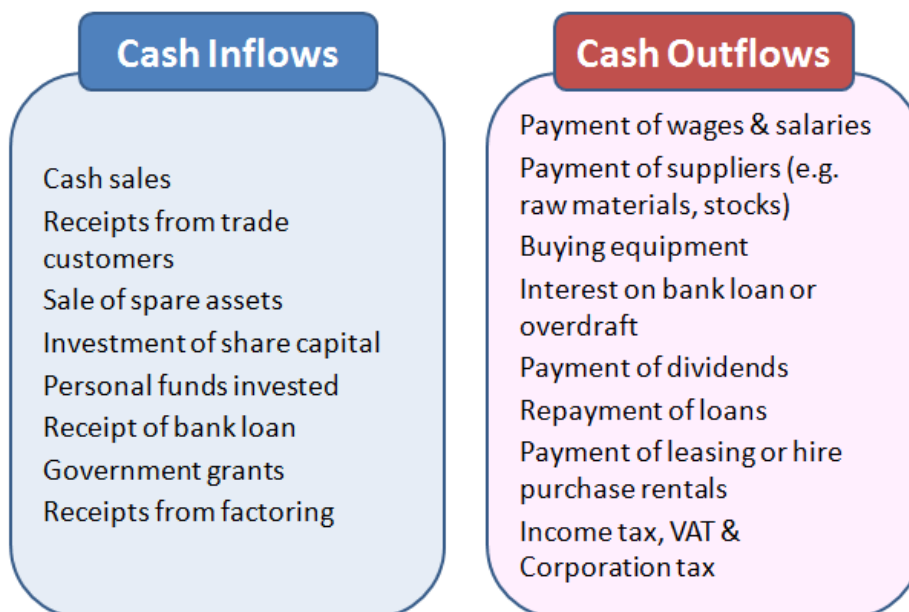 Cash Inflows
Cash sales
Receipts from trade
customers
Sale of spare assets
Investment of share capital
Personal funds invested
Receipt of bank loan
Government grants
Receipts from factoring
Cash Outflows
Payment of wages & salaries
Payment of suppliers (e.g.
raw materials, stocks)
Buying equipment
Interest on bank loan or
overdraft
Payment of dividends
Repayment of loans
Payment of leasing or hire
purchase rentals
Income tax, VAT &
Corporation tax